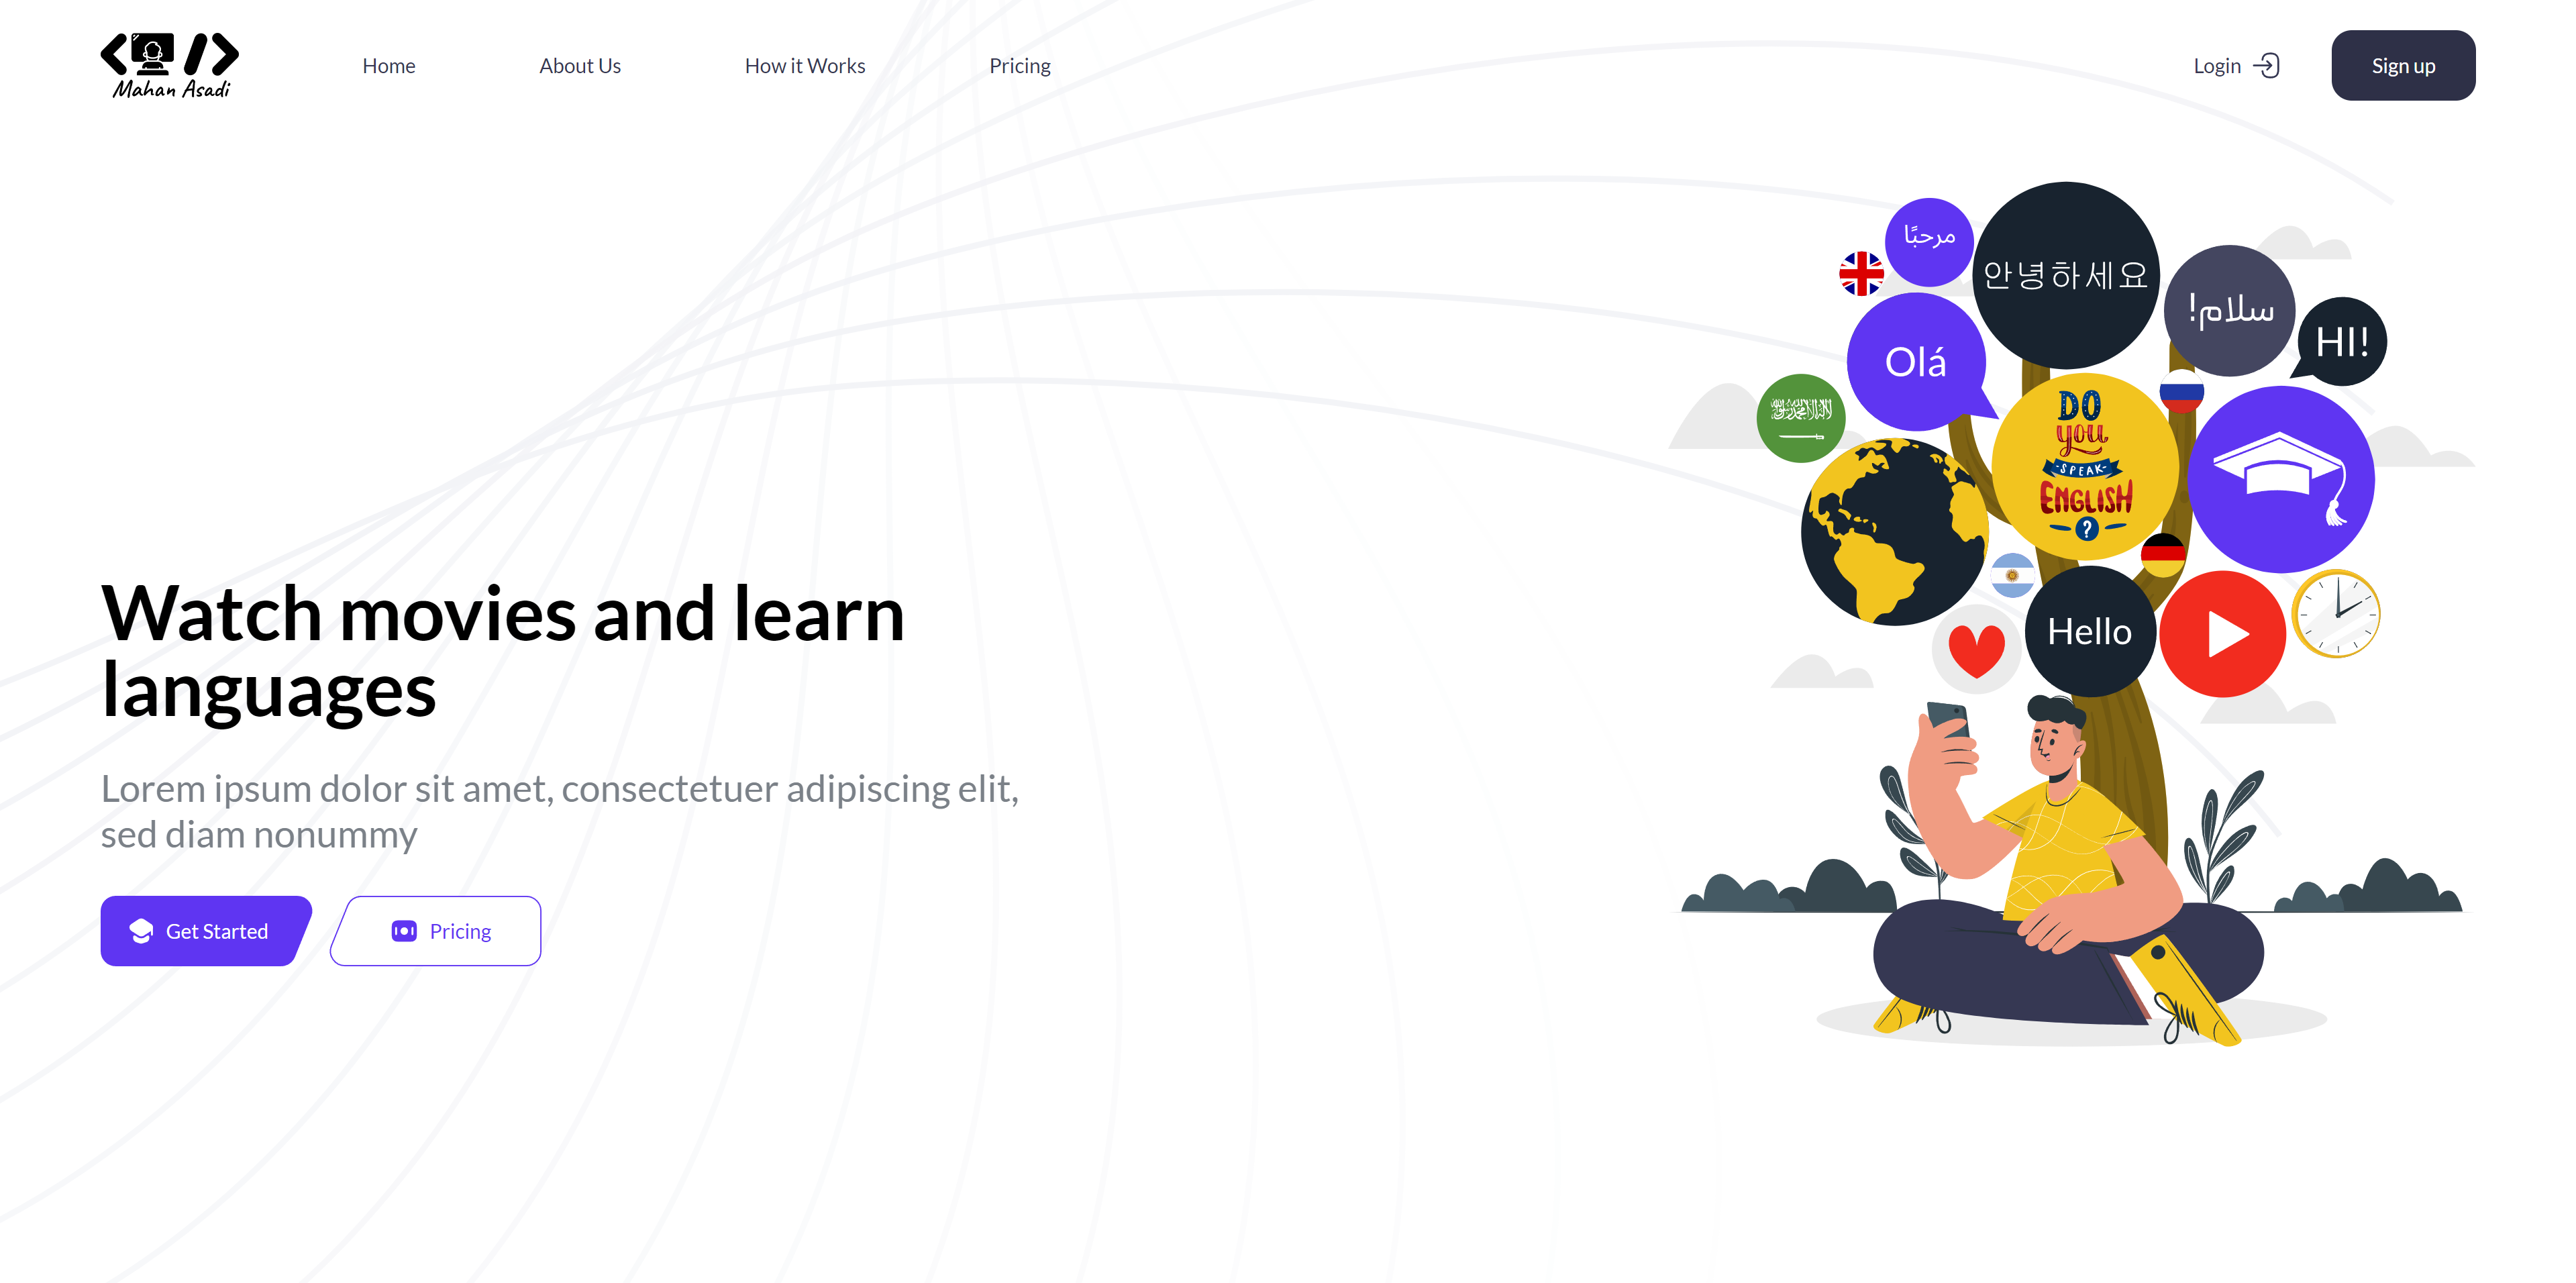 Mahan Asadi
Home
About Us
How it Works
Pricing
Login
Sign up
Watch movies and learn
languages
Lorem ipsum dolor sit amet, consectetuer adipiscing elit,
sed diam nonummy
Get Started
Pricing
مرحبًا
안녕하세요
سلام!
HI!
Olá
DO
you
-SPEAK-
ENGLISH
?
Hello